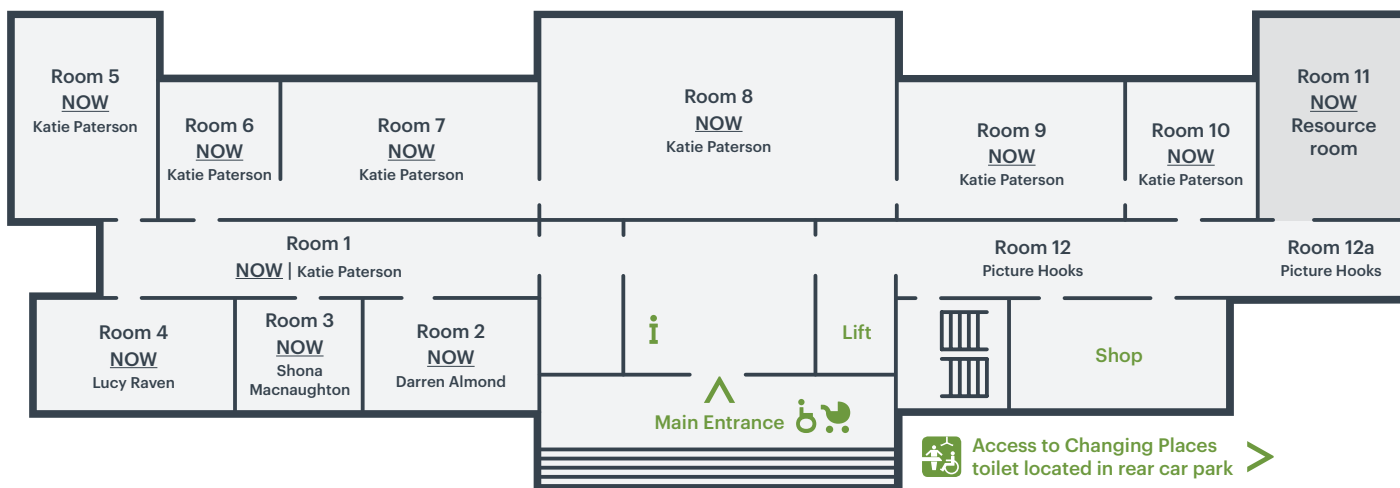 Room 5
NOW
Katie Paterson
Room 6
NOW
Katie Paterson
Room 7
NOW
Katie Paterson
Room 8
NOW
Katie Paterson
Room 9
NOW
Katie Paterson
Room 10
NOW
Katie Paterson
Room 11
NOW
Resource
room
Room 1
NOW | Katie Paterson
Room 12
Picture Hooks
Room 12a
Picture Hooks
Room 4
NOW
Lucy Raven
Room 3
NOW
Shona
Macnaughton
Room 2
NOW
Darren Almond
i
Lift
Shop
Main Entrance
Access to Changing Places
toilet located in rear car park